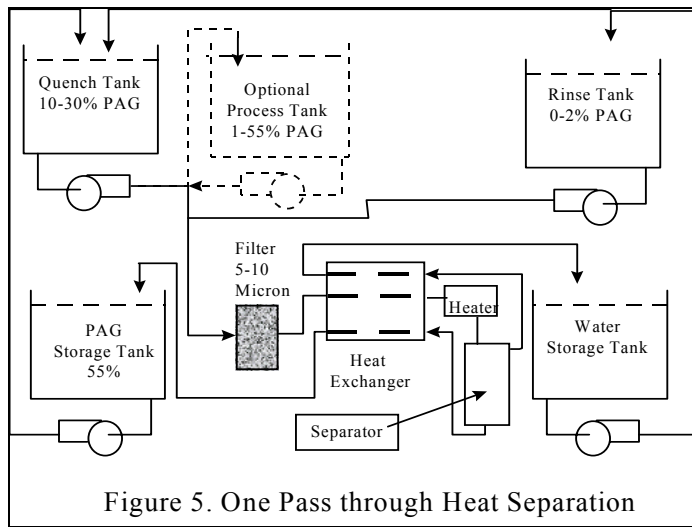 Quench Tank
10-30% PAG
Optional
Process Tank
1-55% PAG
Rinse Tank
0-2% PAG
Filter
5-10
Micron
PAG
Storage Tank
55%
Heater
Heat
Exchanger
Separator
Water
Storage Tank
Figure 5. One Pass through Heat Separation